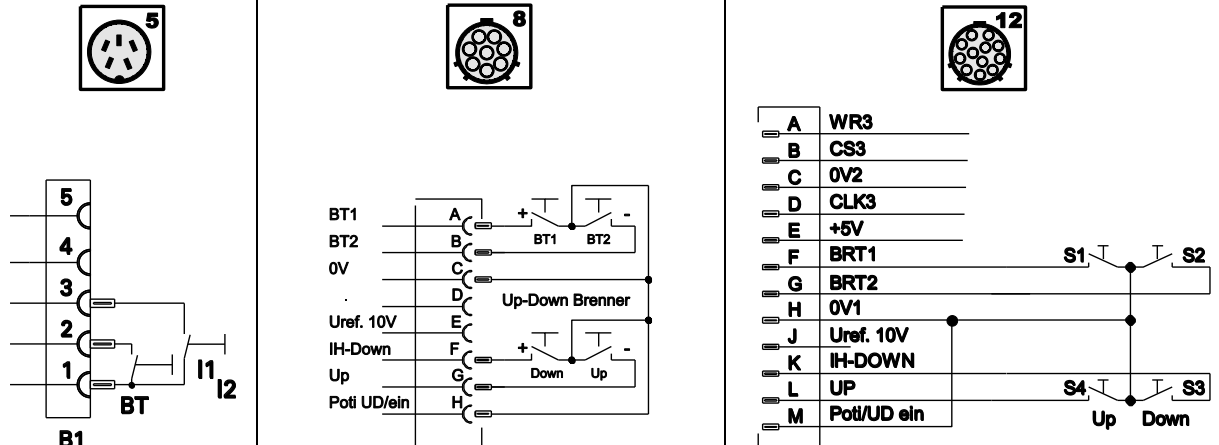 5
5
4
3
2
1
I1
I2
BT
B1
8
BT1 A + BT1 BT2 -
BT2 B
0V C
. D Up-Down Brenner
Uref. 10V E
IH-Down F + Down Up -
Up G
Poti UD/ein H
12
A WR3
B CS3
C 0V2
D CLK3
E +5V
F BRT1 S1 S2
G BRT2
H 0V1
J Uref. 10V
K IH-DOWN
L UP S4 S3
M Poti/UD ein Up Down